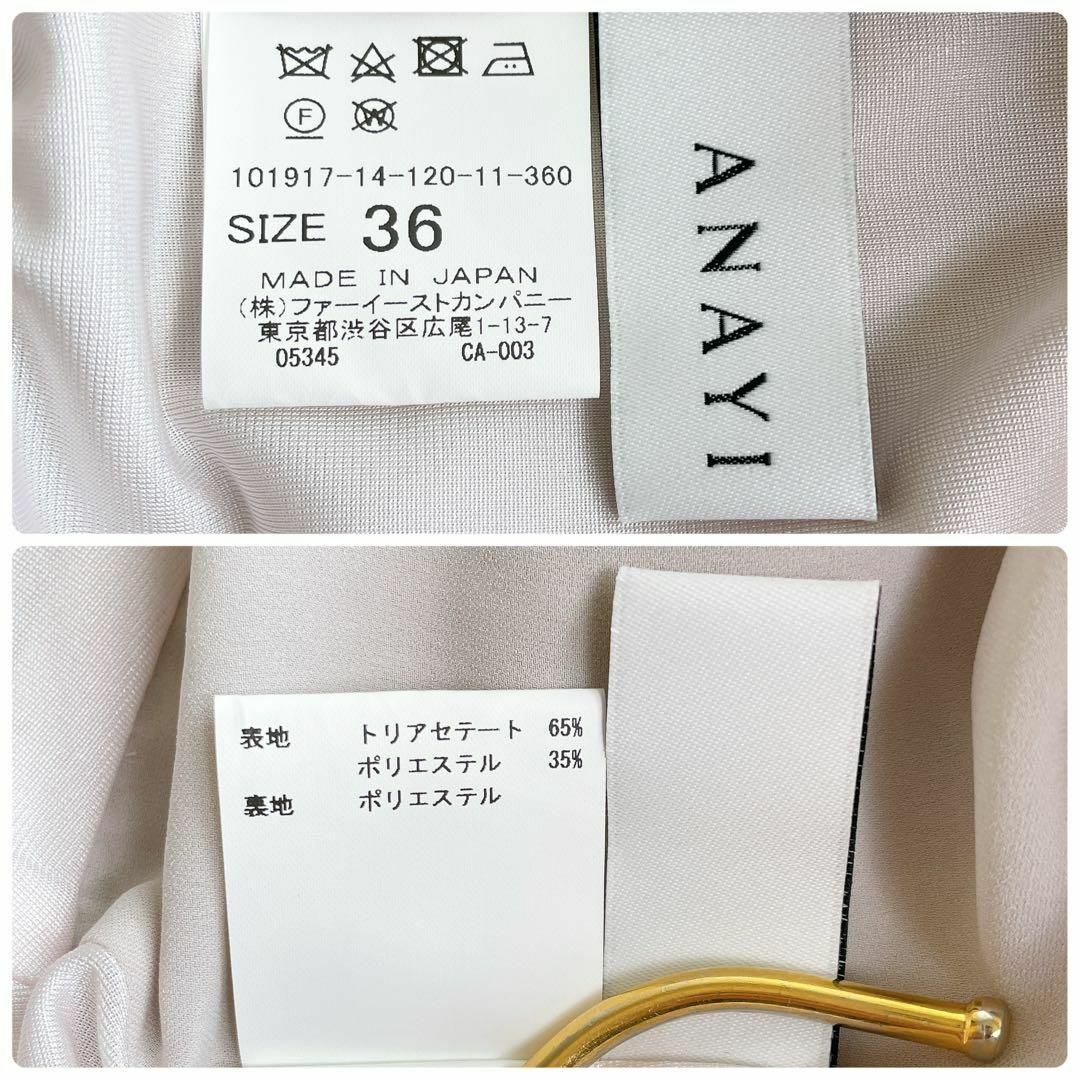 101917-14-120-11-360
SIZE 36
MADE IN JAPAN
(株)ファーイーストカンパニー
東京都渋谷区広尾1-13-7
05345 CA-003
ANAYI
表地 トリアセテート 65%
ポリエステル 35%
裏地 ポリエステル